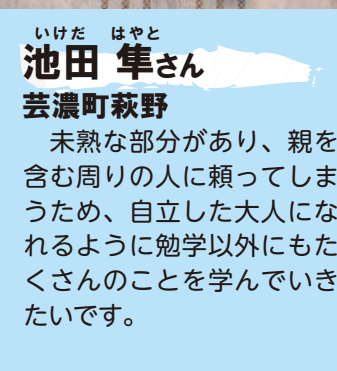 いけだ はやと
池田 隼さん
芸濃町萩野
　未熟な部分があり、親を
含む周りの人に頼ってしま
うため、自立した大人にな
れるように勉学以外にもた
くさんのことを学んでいき
たいです。